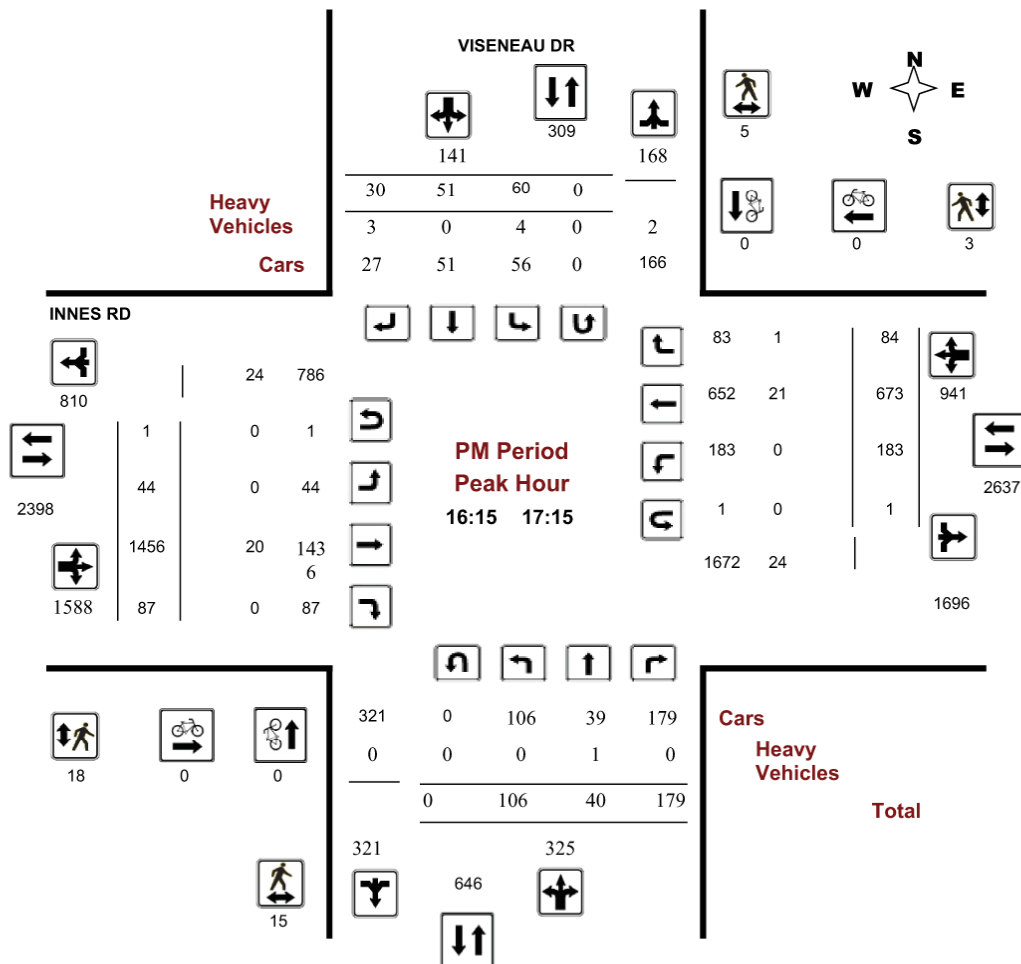 VISENEAU DR
N
W E
S
309
5
141 168
30 51 60 0
Heavy
Vehicles
3 0 4 0 2
0 0 3
Cars 27 51 56 0 166
INNES RD
83 1 84
24 786
810
652 21 673 941
1 0 1
PM Period
183 0 183
Peak Hour
44 0 44
2637
2398
16:15 17:15
1 0 1
1456 20 143
6
1672 24
1588 87 0 87
1696
321 0 106 39 179 Cars
0 0 0 1 0 Heavy
Vehicles
18 0 0
0 106 40 179
Total
321 325
646
15